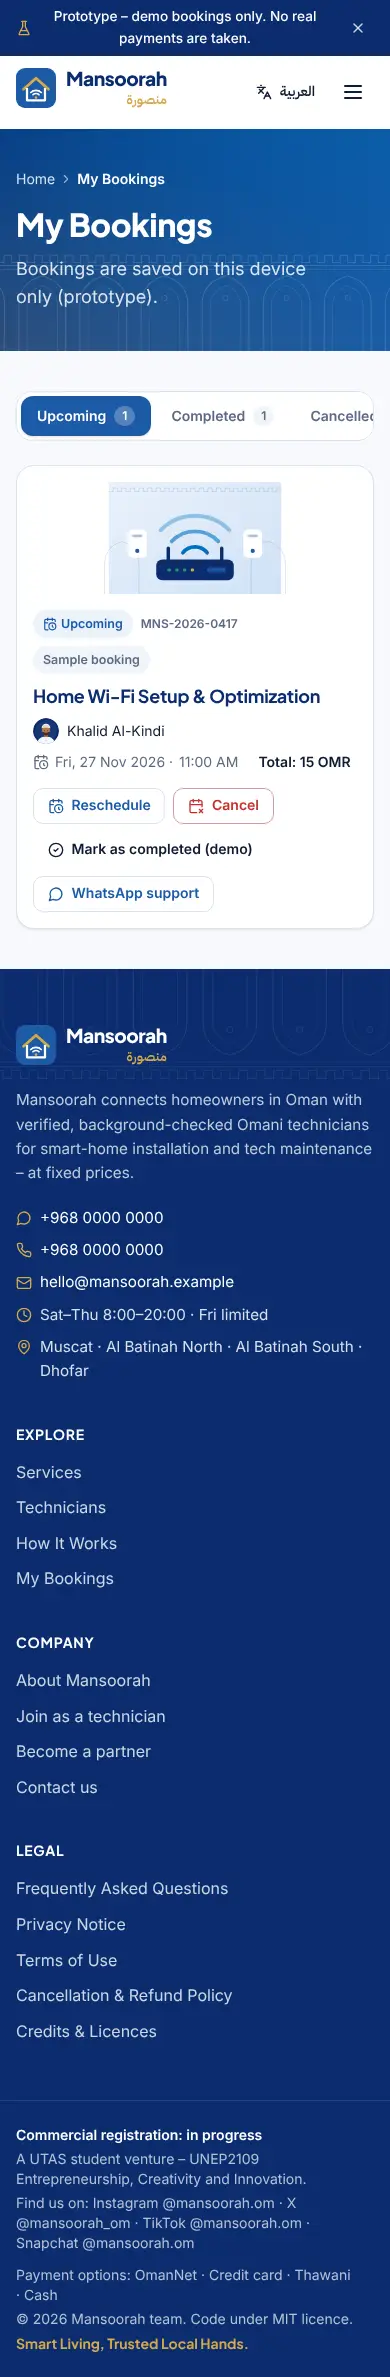 Prototype – demo bookings only. No real
payments are taken.
Mansoorah
منصورة
العربية
Home > My Bookings
My Bookings
Bookings are saved on this device
only (prototype).
Upcoming 1 Completed 1 Cancelled
Upcoming MNS-2026-0417
Sample booking
Home Wi-Fi Setup & Optimization
Khalid Al-Kindi
Fri, 27 Nov 2026 · 11:00 AM Total: 15 OMR
Reschedule Cancel
Mark as completed (demo)
WhatsApp support
Mansoorah
منصورة
Mansoorah connects homeowners in Oman with
verified, background-checked Omani technicians
for smart-home installation and tech maintenance
– at fixed prices.
+968 0000 0000
+968 0000 0000
hello@mansoorah.example
Sat–Thu 8:00–20:00 · Fri limited
Muscat · Al Batinah North · Al Batinah South ·
Dhofar
EXPLORE
Services
Technicians
How It Works
My Bookings
COMPANY
About Mansoorah
Join as a technician
Become a partner
Contact us
LEGAL
Frequently Asked Questions
Privacy Notice
Terms of Use
Cancellation & Refund Policy
Credits & Licences
Commercial registration: in progress
A UTAS student venture – UNEP2109
Entrepreneurship, Creativity and Innovation.
Find us on: Instagram @mansoorah.om · X
@mansoorah_om · TikTok @mansoorah.om ·
Snapchat @mansoorah.om
Payment options: OmanNet · Credit card · Thawani
· Cash
© 2026 Mansoorah team. Code under MIT licence.
Smart Living, Trusted Local Hands.